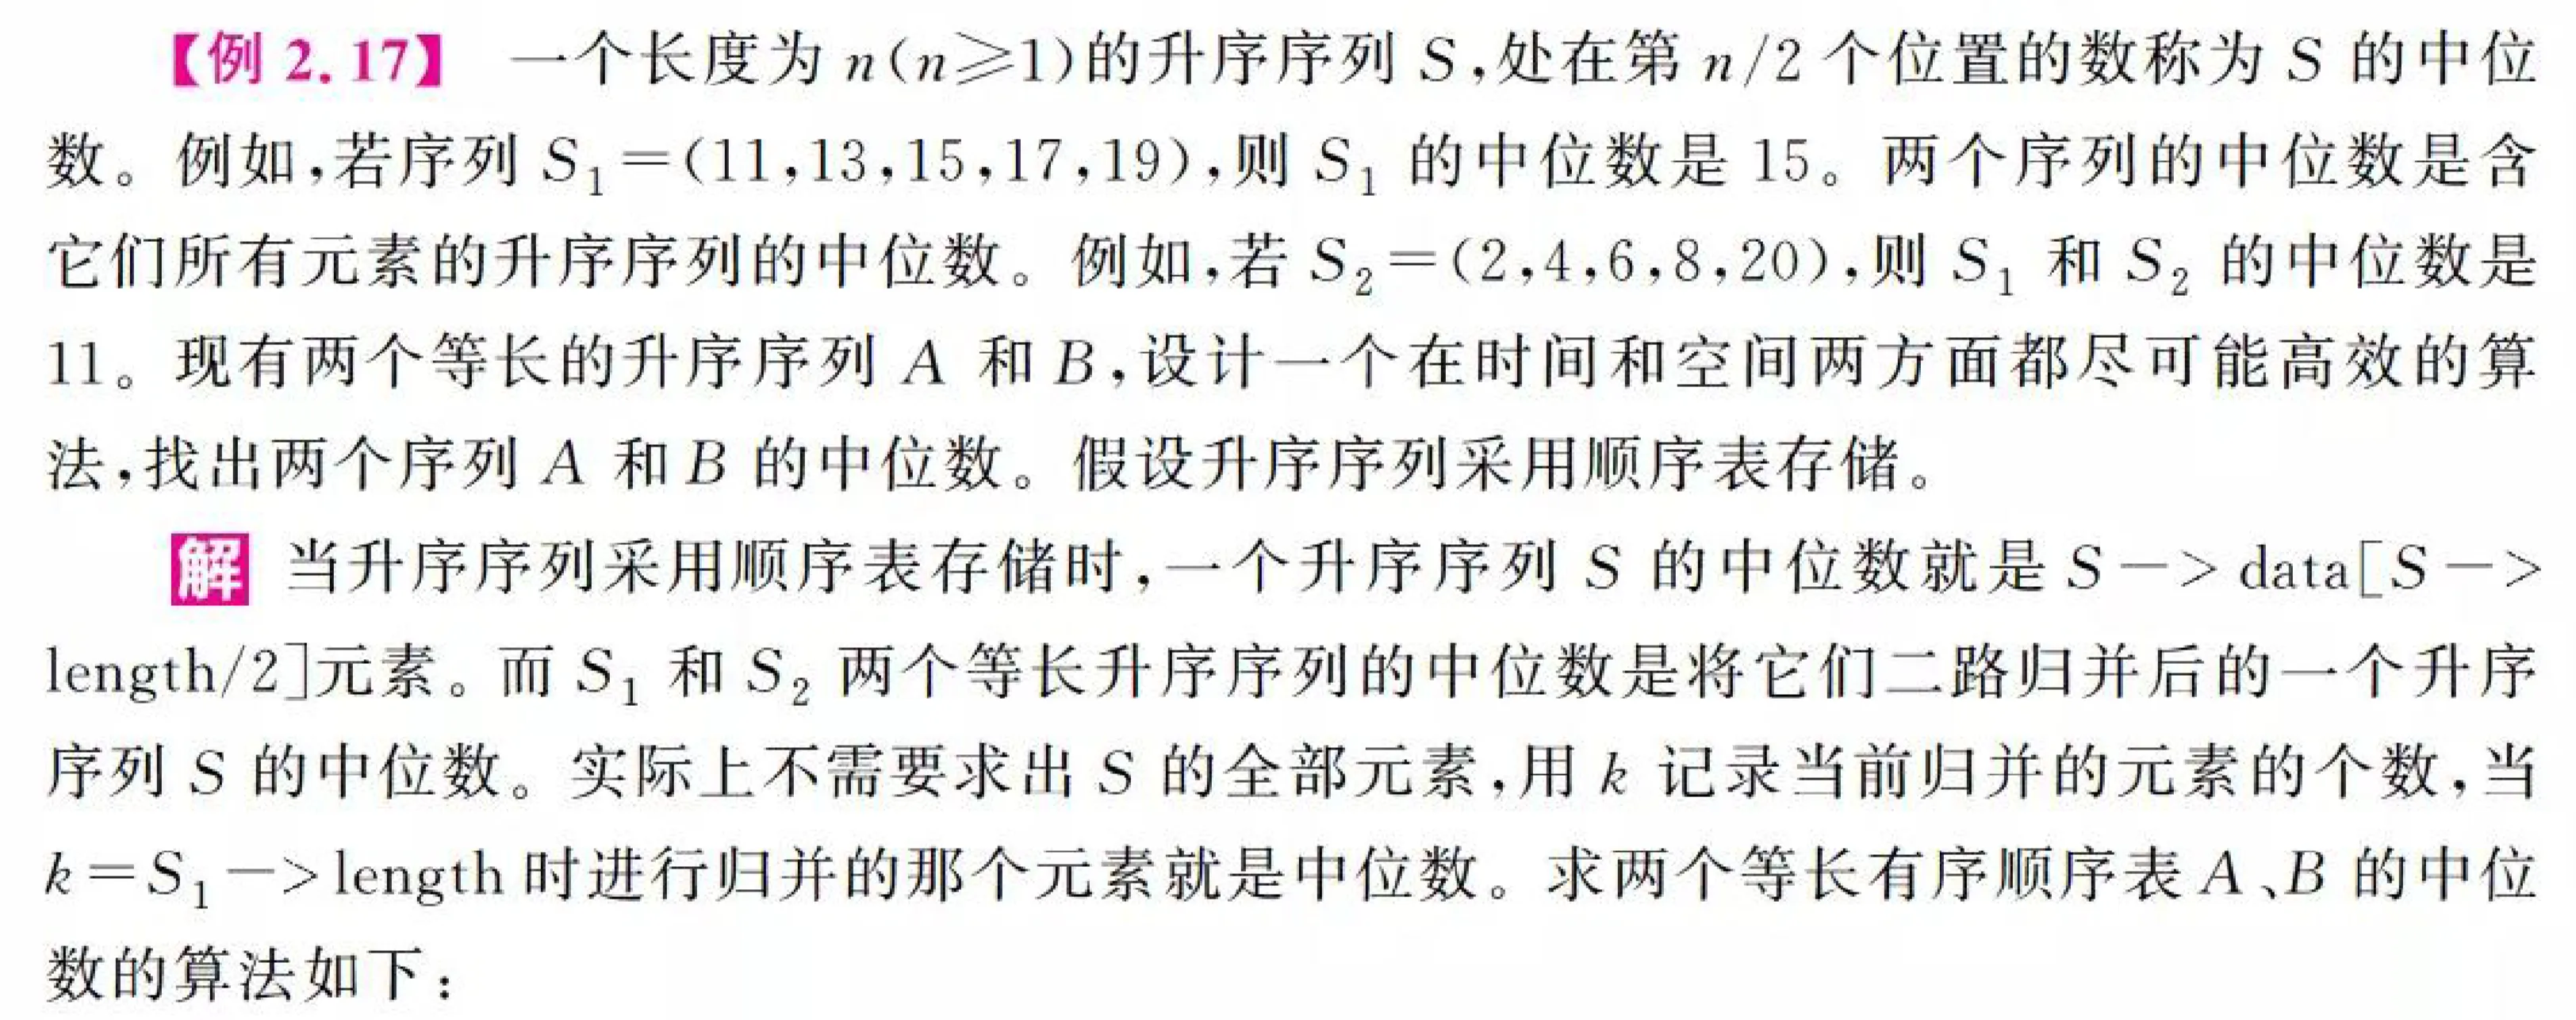 【例 2.17】 一个长度为 n(n≥1)的升序序列 S,处在第 n/2 个位置的数称为 S 的中位
数。例如,若序列 S₁=(11,13,15,17,19),则 S₁ 的中位数是 15。两个序列的中位数是含
它们所有元素的升序序列的中位数。例如,若 S₂=(2,4,6,8,20),则 S₁ 和 S₂ 的中位数是
11。现有两个等长的升序序列 A 和 B,设计一个在时间和空间两方面都尽可能高效的算
法,找出两个序列 A 和 B 的中位数。假设升序序列采用顺序表存储。
解 当升序序列采用顺序表存储时,一个升序序列 S 的中位数就是 S−>data[S−>
length/2]元素。而 S₁ 和 S₂ 两个等长升序序列的中位数是将它们二路归并后的一个升序
序列 S 的中位数。实际上不需要求出 S 的全部元素,用 k 记录当前归并的元素的个数,当
k=S₁−>length 时进行归并的那个元素就是中位数。求两个等长有序顺序表 A、B 的中位
数的算法如下: